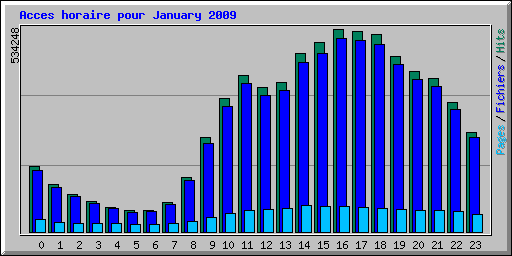 Acces horaire pour January 2009
534248
Pages / Fichiers / Hits
0 1 2 3 4 5 6 7 8 9 10 11 12 13 14 15 16 17 18 19 20 21 22 23